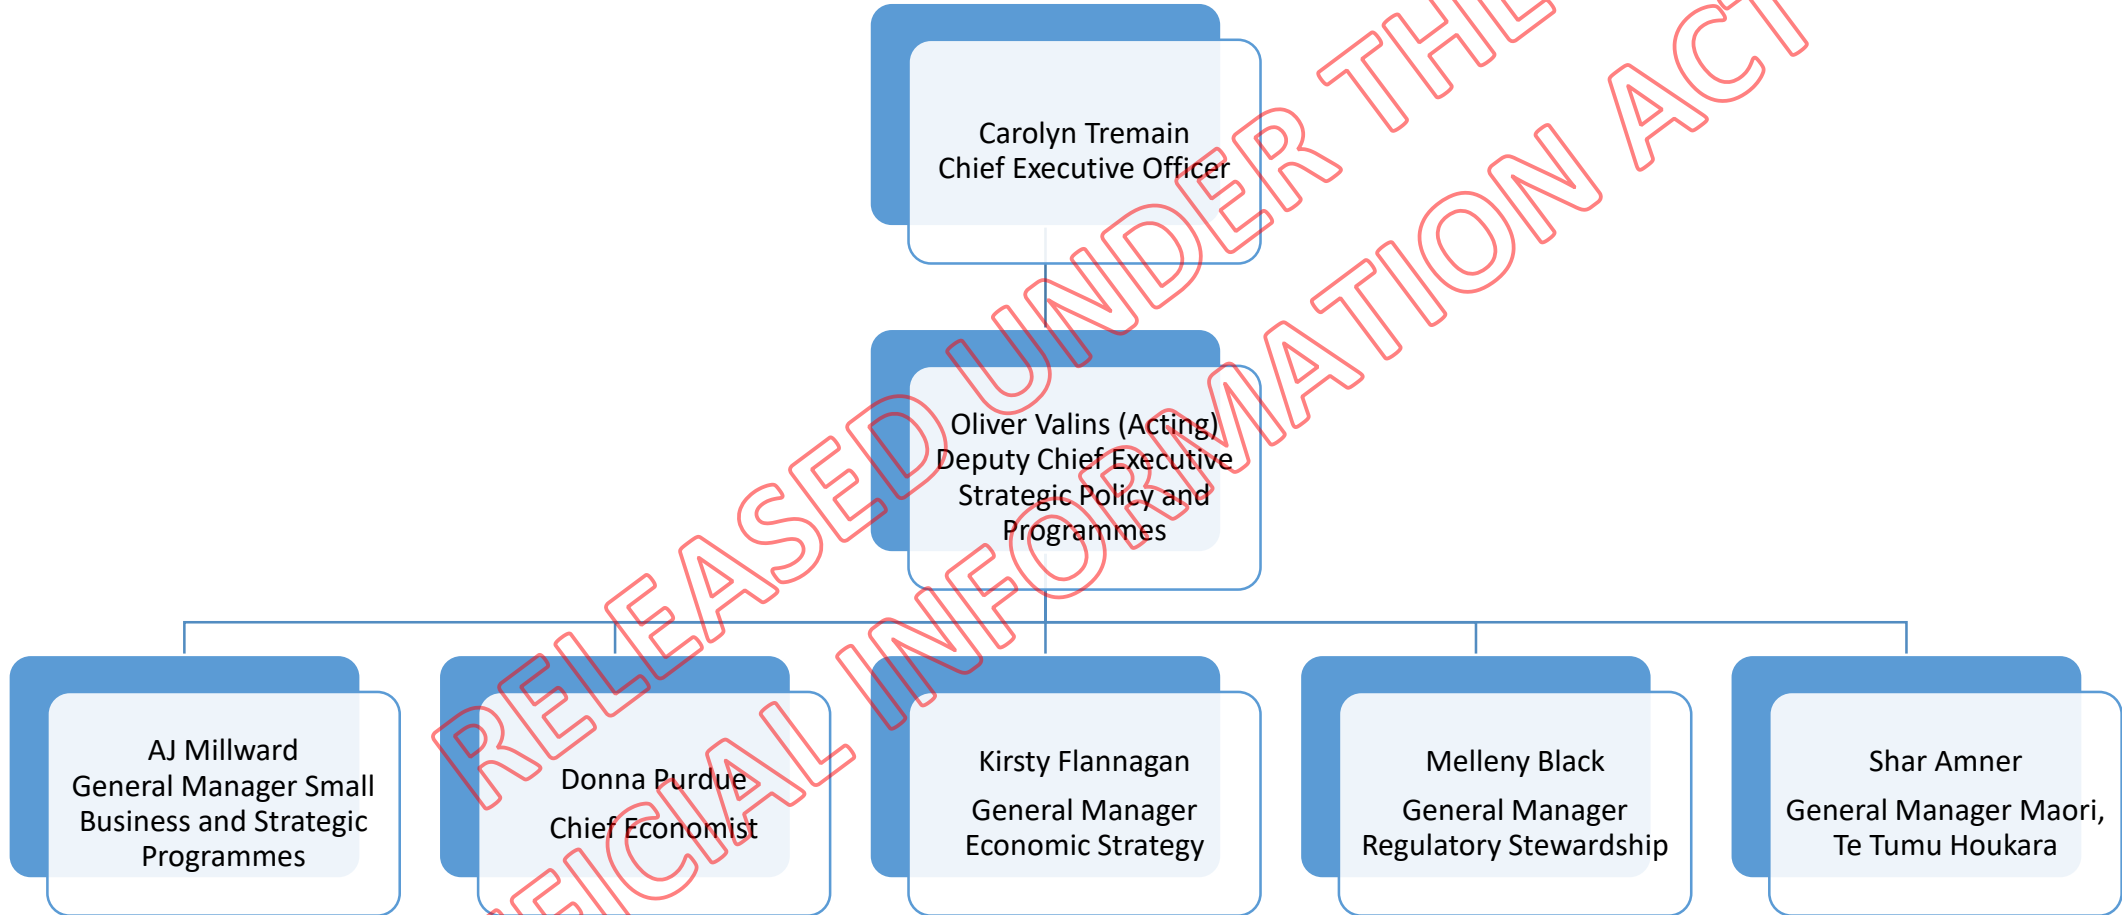 Carolyn Tremain
Chief Executive Officer
Oliver Valins (Acting)
Deputy Chief Executive
Strategic Policy and
Programmes
AJ Millward
General Manager Small
Business and Strategic
Programmes
Donna Purdue
Chief Economist
Kirsty Flannagan
General Manager
Economic Strategy
Melleny Black
General Manager
Regulatory Stewardship
Shar Amner
General Manager Maori,
Te Tumu Houkara
RELEASED UNDER THE
FICIAL INFORMATION ACT